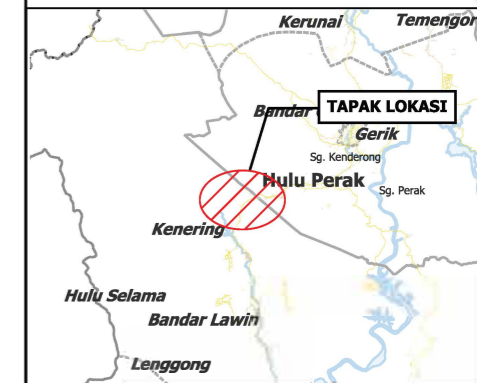 Kerunai
Temengor
Bandar
TAPAK LOKASI
Gerik
Sg. Kenderong
Hulu Perak
Sg. Perak
Kenering
Hulu Selama
Bandar Lawin
Lenggong